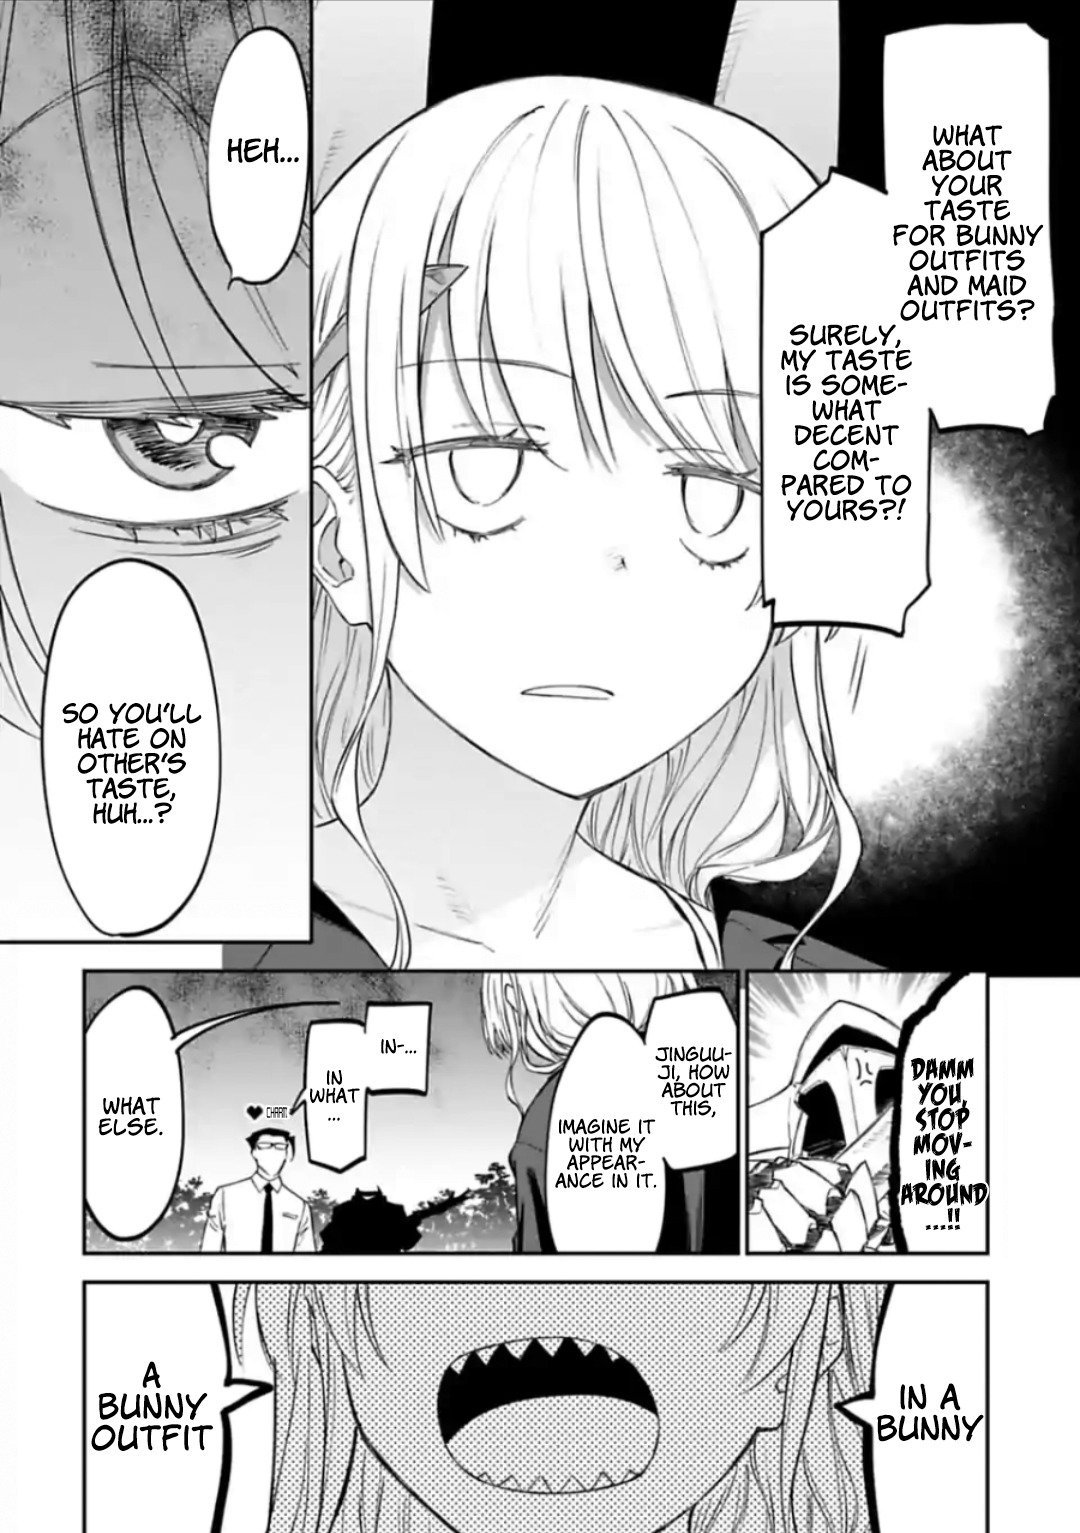 WHAT
ABOUT
YOUR
TASTE
FOR BUNNY
OUTFITS
AND MAID
OUTFITS?
SURELY,
MY TASTE
IS SOME-
WHAT
DECENT
COM-
PARED TO
YOURS?!
HEH...
SO YOU'LL
HATE ON
OTHER'S
TASTE,
HUH...?
DAMM
YOU,
STOP
MOV-
ING
AROUND
.....!!
JINGUU-
JI, HOW
ABOUT
THIS,
IMAGINE IT
WITH MY
APPEAR-
ANCE IN IT.
IN-...
IN
WHAT
...
CHARM
WHAT
ELSE.
IN A
BUNNY
A
BUNNY
OUTFIT